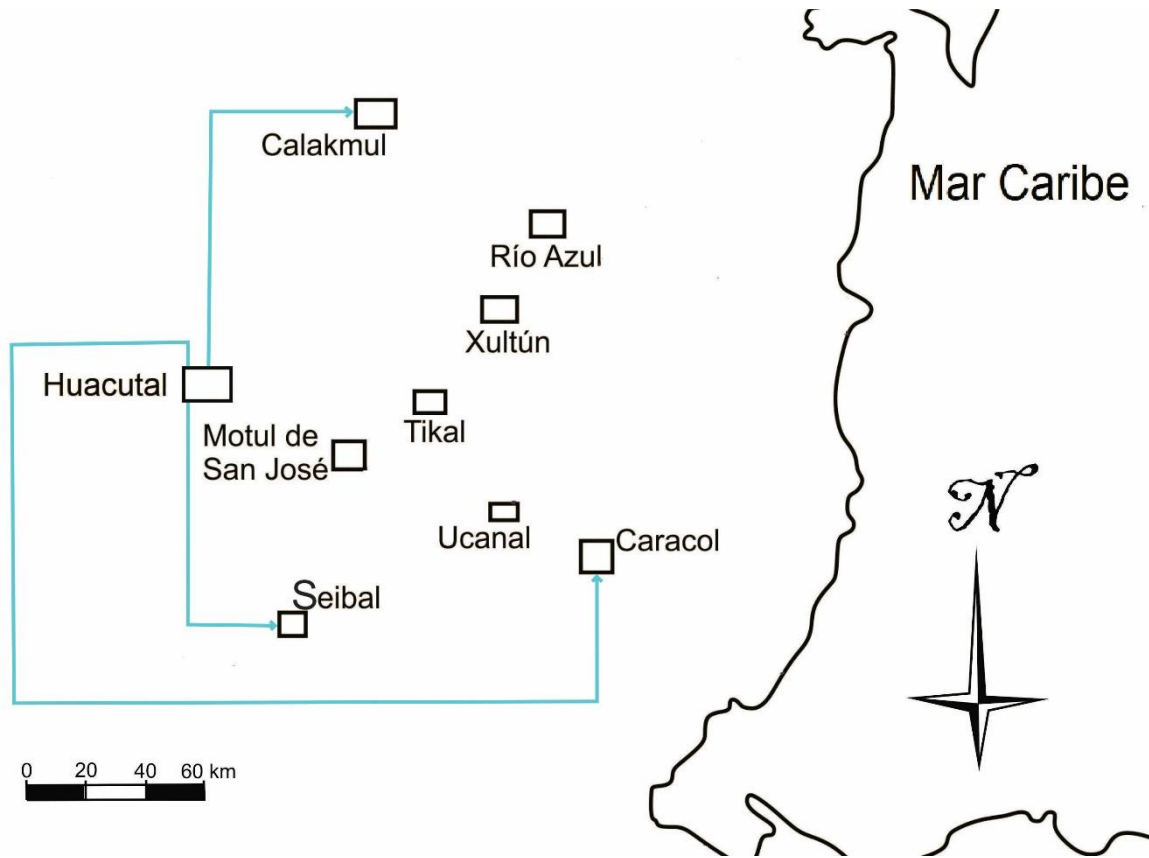 Calakmul
Mar Caribe
Río Azul
Xultún
Huacutal
Tikal
Motul de
San José
N
Ucanal
Caracol
Seibal
0 20 40 60 km